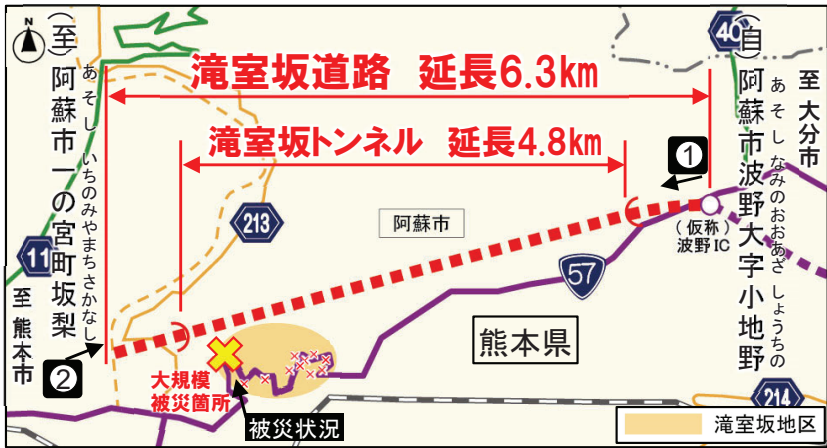 N
滝室坂道路 延長6.3km
滝室坂トンネル 延長4.8km
(至)阿蘇市一の宮町坂梨
あそし いちのみやまちさかなし
至 熊本市
11
213
阿蘇市
40
(自)阿蘇市波野大字小地野
あそし なみのおおあざ しょうちの
至 大分市
①
(仮称)
波野IC
57
熊本県
②
大規模
被災箇所
被災状況
214
滝室坂地区